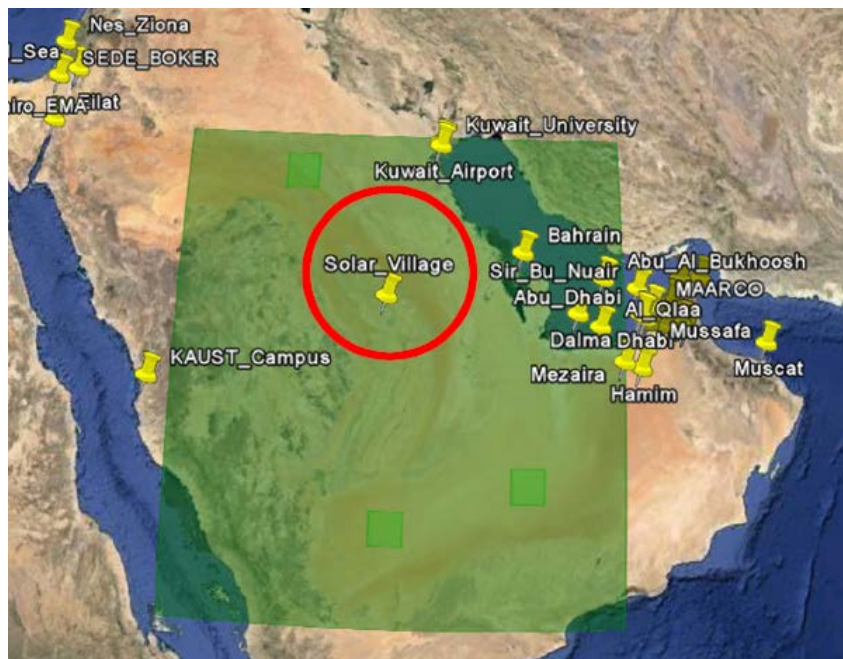 Nes_Ziona
l_Sea
SEDE_BOKER
iro_EMA
Eilat
Kuwait_University
Kuwait_Airport
Bahrain
Solar_Village
Sir_Bu_Nuair
Abu_Al_Bukhoosh
Abu_Dhabi
MAARCO
Al_Qlaa
Dalma
Dhabi
Mussafa
KAUST_Campus
Mezaira
Muscat
Hamim